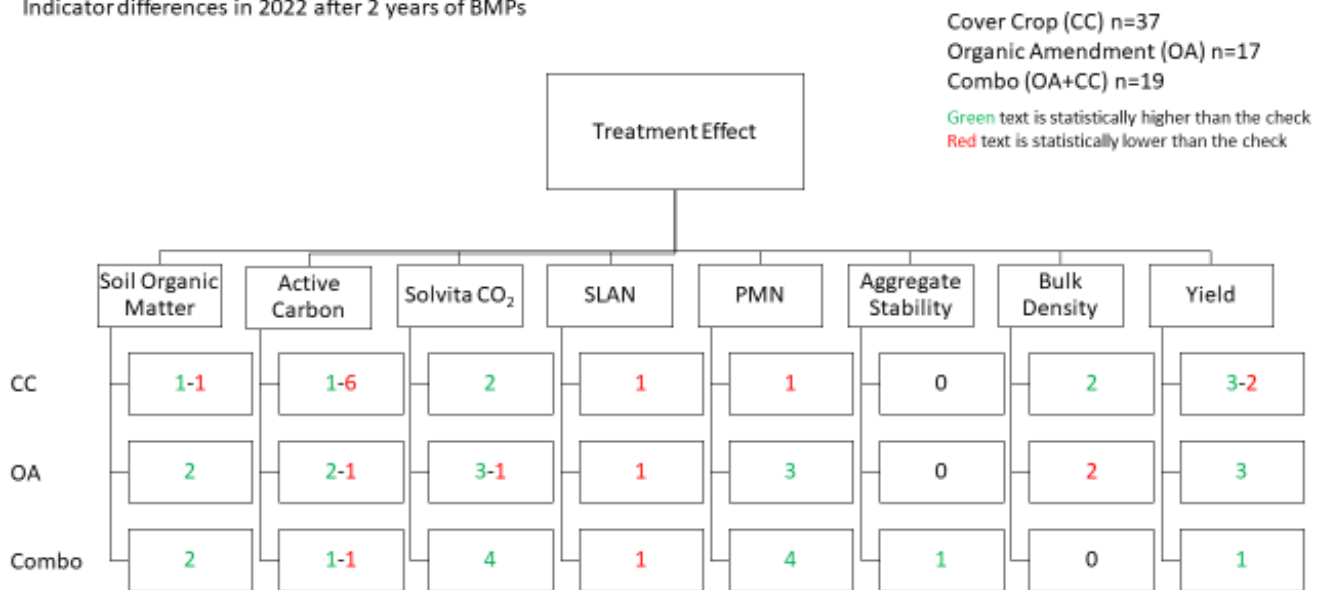 Indicator differences in 2022 after 2 years of BMPs
Cover Crop (CC) n=37
Organic Amendment (OA) n=17
Combo (OA+CC) n=19
Green text is statistically higher than the check
Red text is statistically lower than the check
Treatment Effect
Soil Organic Matter
Active Carbon
Solvita CO₂
SLAN
PMN
Aggregate Stability
Bulk Density
Yield
CC 1-1 1-6 2 1 1 0 2 3-2
OA 2 2-1 3-1 1 3 0 2 3
Combo 2 1-1 4 1 4 1 0 1